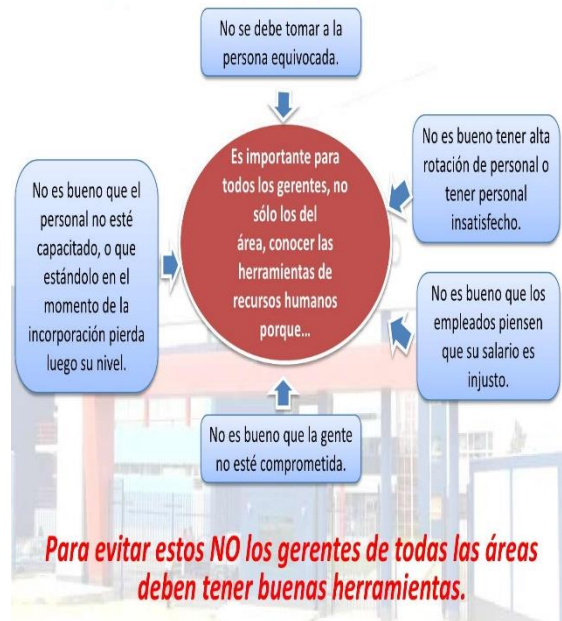 No se debe tomar a la
persona equivocada.
Es importante para
todos los gerentes, no
sólo los del
área, conocer las
herramientas de
recursos humanos
porque...
No es bueno tener alta
rotación de personal o
tener personal
insatisfecho.
No es bueno que el
personal no esté
capacitado, o que
estándolo en el
momento de la
incorporación pierda
luego su nivel.
No es bueno que los
empleados piensen
que su salario es
injusto.
No es bueno que la gente
no esté comprometida.
Para evitar estos NO los gerentes de todas las áreas
deben tener buenas herramientas.